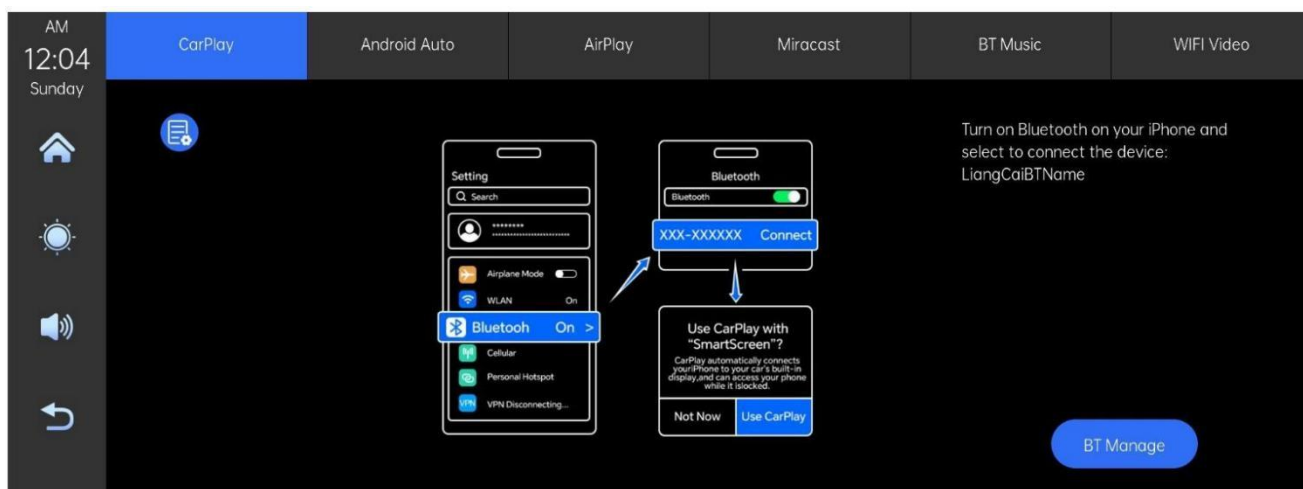 AM
12:04
Sunday
CarPlay
Android Auto
AirPlay
Miracast
BT Music
WIFI Video
Setting
Search
********
**************************
Airplane Mode
WLAN On
Bluetooh On >
Cellular
Personal Hotspot
VPN VPN Disconnecting...
Bluetooth
Bluetooth
XXX-XXXXXX Connect
Use CarPlay with
“SmartScreen”?
CarPlay automatically connects
youriPhone to your car's built-in
display,and can access your phone
while it islocked.
Not Now Use CarPlay
Turn on Bluetooth on your iPhone and
select to connect the device:
LiangCaiBTName
BT Manage